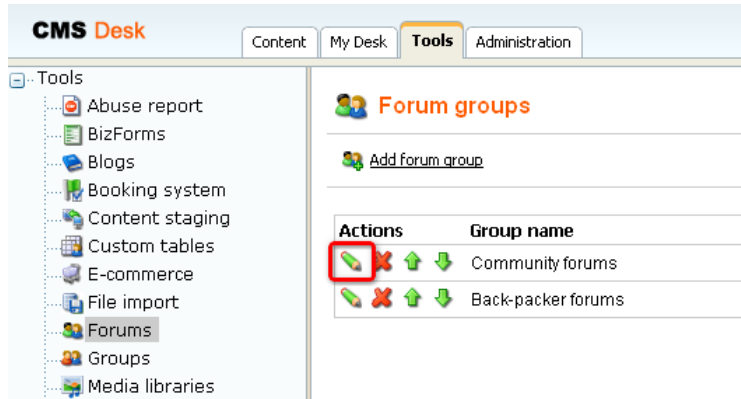 CMS Desk
Content My Desk Tools Administration
Tools
Abuse report
BizForms
Blogs
Booking system
Content staging
Custom tables
E-commerce
File import
Forums
Groups
Media libraries
Forum groups
Add forum group
Actions Group name
Community forums
Back-packer forums